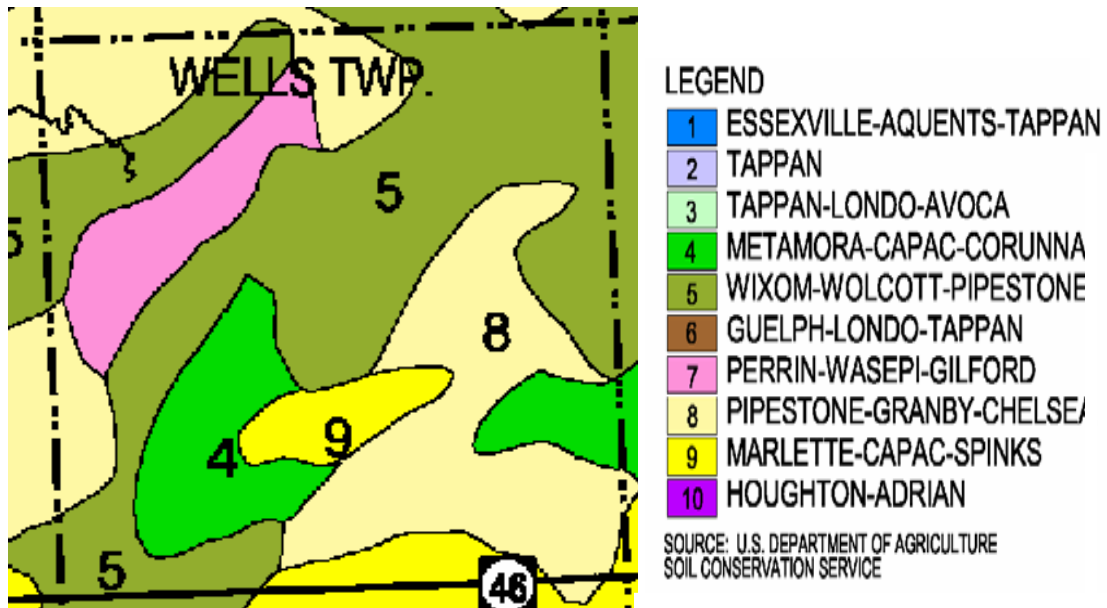 WELLS TWP.
5
5
8
4
9
5
46
LEGEND
1 ESSEXVILLE-AQUENTS-TAPPAN
2 TAPPAN
3 TAPPAN-LONDO-AVOCA
4 METAMORA-CAPAC-CORUNNA
5 WIXOM-WOLCOTT-PIPESTONE
6 GUELPH-LONDO-TAPPAN
7 PERRIN-WASEPI-GILFORD
8 PIPESTONE-GRANBY-CHELSEA
9 MARLETTE-CAPAC-SPINKS
10 HOUGHTON-ADRIAN
SOURCE: U.S. DEPARTMENT OF AGRICULTURE
SOIL CONSERVATION SERVICE